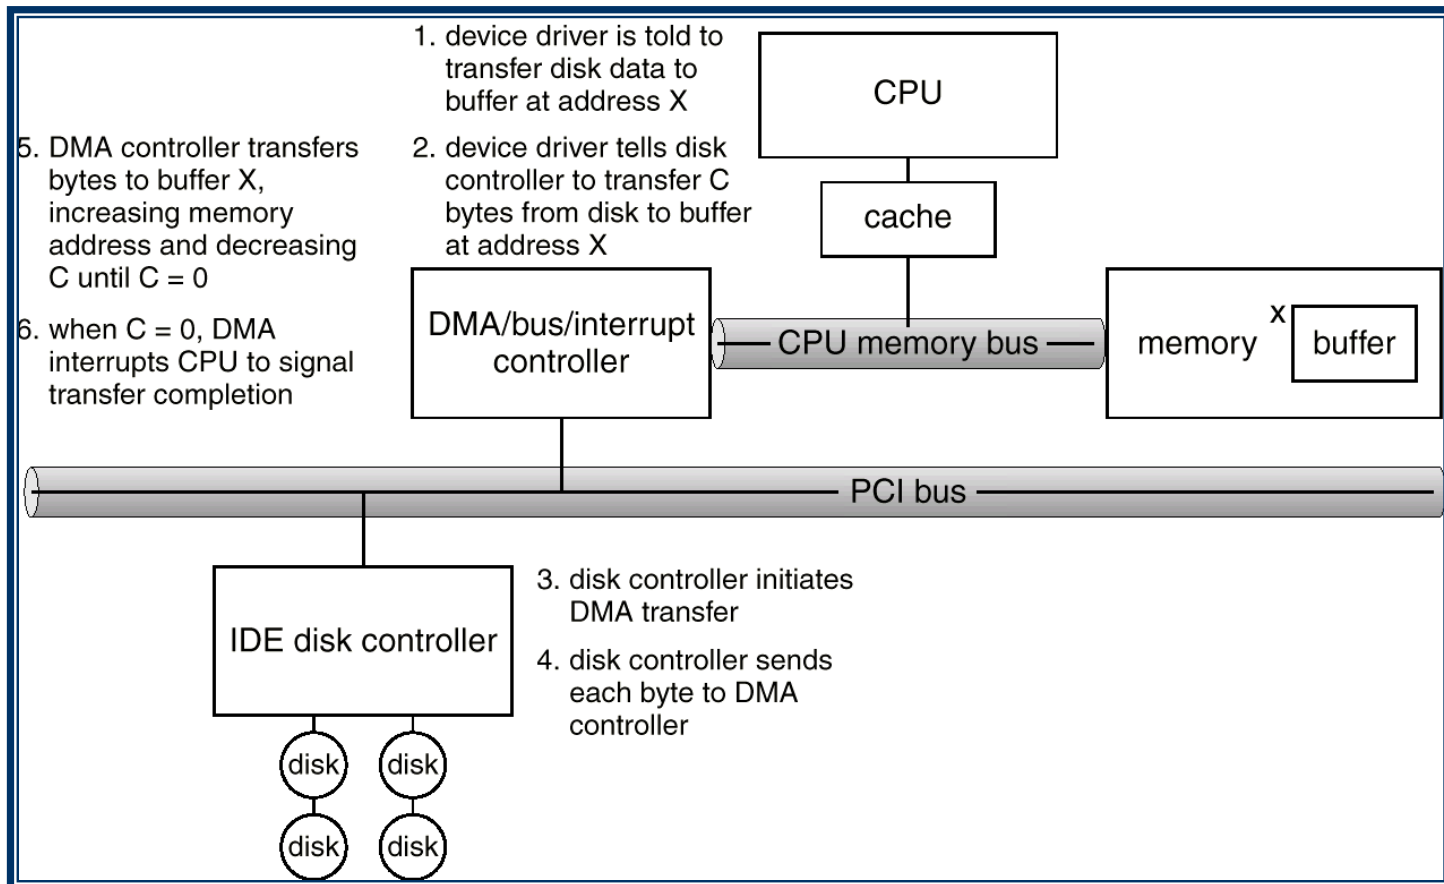 1. device driver is told to
transfer disk data to
buffer at address X
2. device driver tells disk
controller to transfer C
bytes from disk to buffer
at address X
5. DMA controller transfers
bytes to buffer X,
increasing memory
address and decreasing
C until C = 0
6. when C = 0, DMA
interrupts CPU to signal
transfer completion
CPU
cache
DMA/bus/interrupt
controller
CPU memory bus
memory
x
buffer
PCI bus
IDE disk controller
3. disk controller initiates
DMA transfer
4. disk controller sends
each byte to DMA
controller
disk
disk
disk
disk